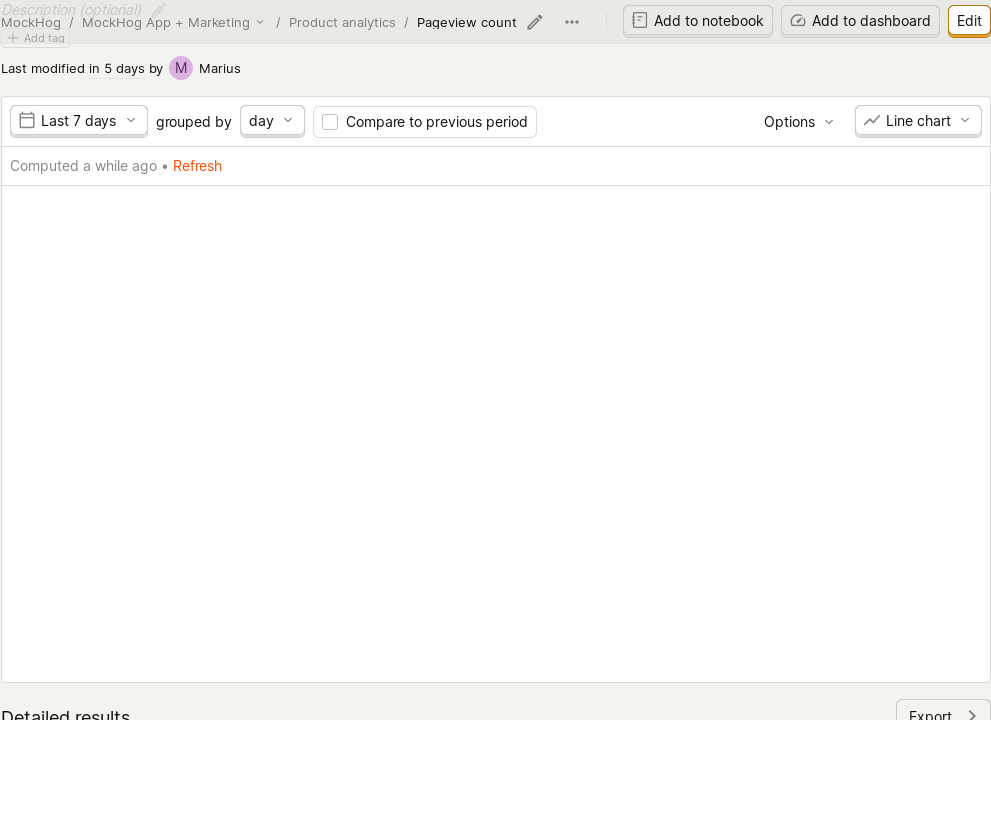 Description (optional)
MockHog / MockHog App + Marketing / Product analytics / Pageview count
Add to notebook
Add to dashboard
Edit
Add tag
Last modified in 5 days by M Marius
Last 7 days grouped by day Compare to previous period
Options
Line chart
Computed a while ago • Refresh
Detailed results
Export